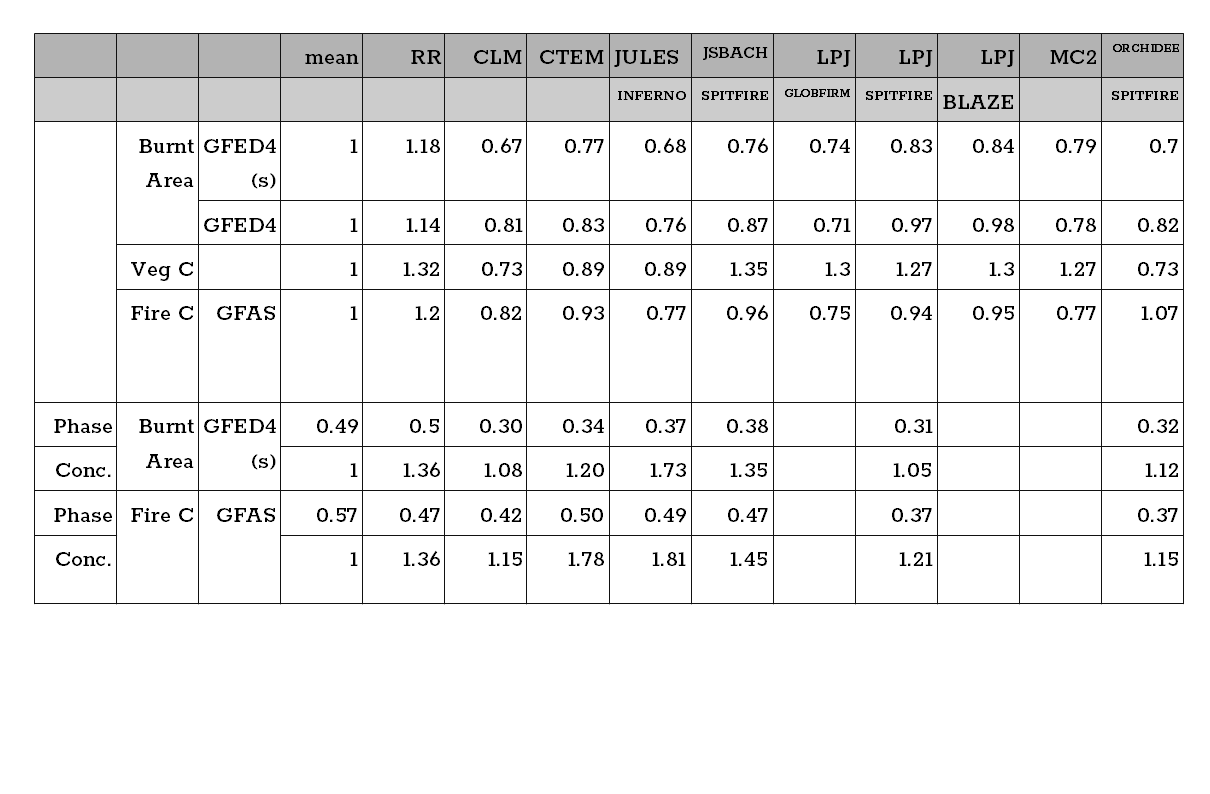 mean RR CLM CTEM JULES JSBACH LPJ LPJ LPJ MC2 ORCHIDEE
INFERNO SPITFIRE GLOBFIRM SPITFIRE BLAZE SPITFIRE
Burnt GFED4 1 1.18 0.67 0.77 0.68 0.76 0.74 0.83 0.84 0.79 0.7
Area (s)
GFED4 1 1.14 0.81 0.83 0.76 0.87 0.71 0.97 0.98 0.78 0.82
Veg C 1 1.32 0.73 0.89 0.89 1.35 1.3 1.27 1.3 1.27 0.73
Fire C GFAS 1 1.2 0.82 0.93 0.77 0.96 0.75 0.94 0.95 0.77 1.07
Phase Burnt GFED4 0.49 0.5 0.30 0.34 0.37 0.38 0.31 0.32
Conc. Area (s) 1 1.36 1.08 1.20 1.73 1.35 1.05 1.12
Phase Fire C GFAS 0.57 0.47 0.42 0.50 0.49 0.47 0.37 0.37
Conc. 1 1.36 1.15 1.78 1.81 1.45 1.21 1.15